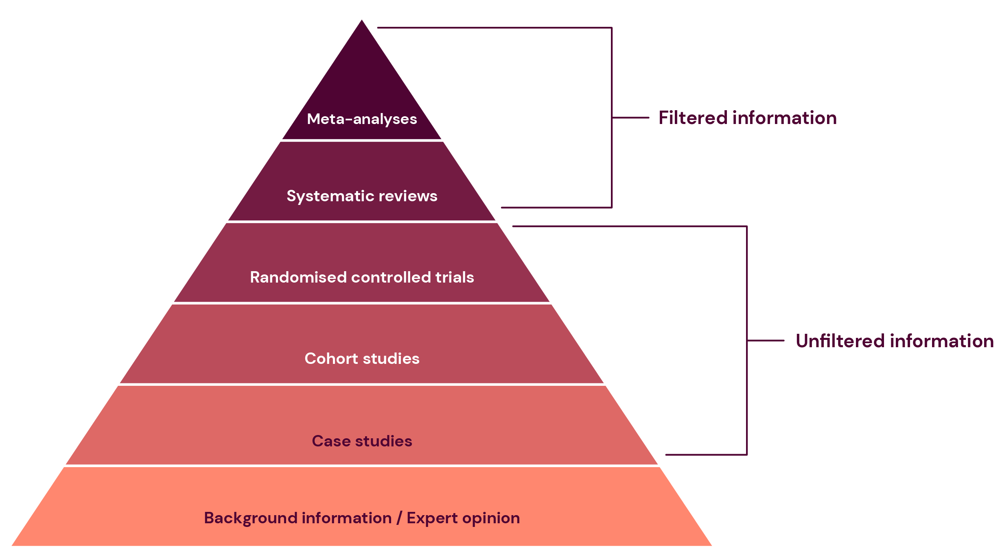 Meta-analyses
Filtered information
Systematic reviews
Randomised controlled trials
Unfiltered information
Cohort studies
Case studies
Background information / Expert opinion